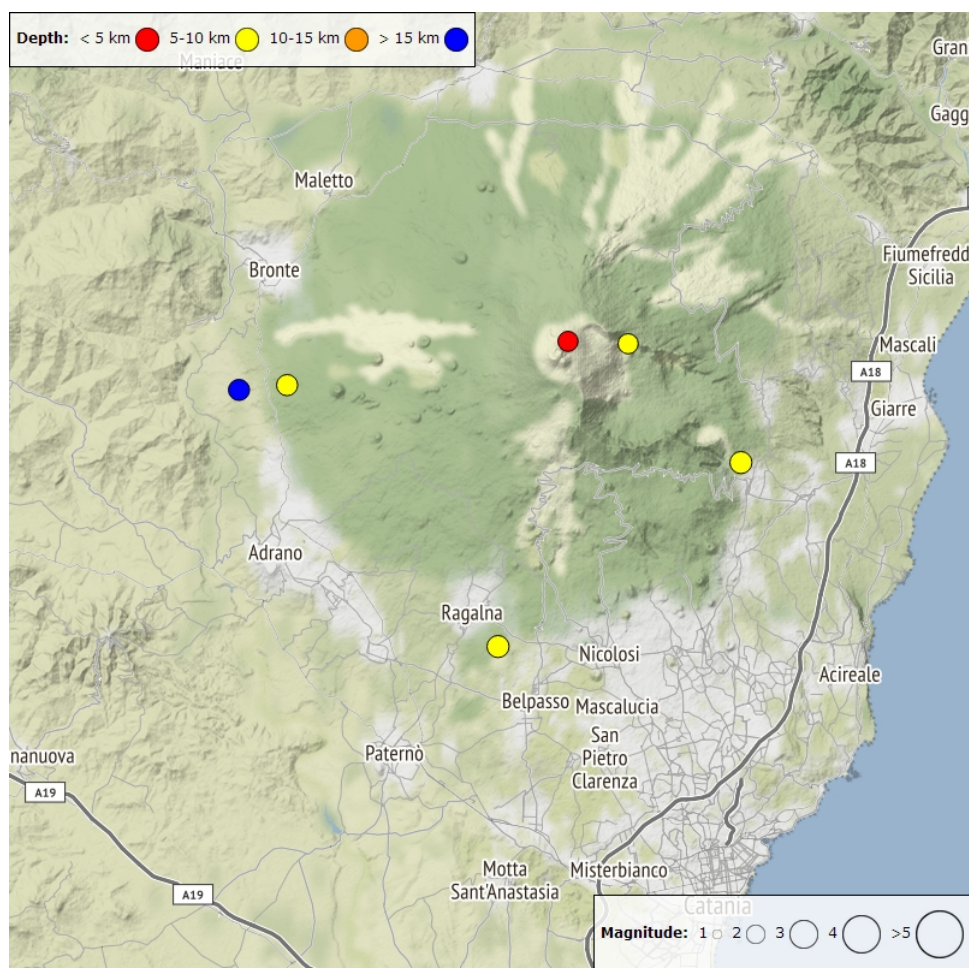 Depth: < 5 km 5-10 km 10-15 km > 15 km
Maniace
Gran
Gagg
Maletto
Bronte
Fiumefredd
Sicilia
Mascali
A18
Giarre
A18
Adrano
Ragalna
Nicolosi
Acireale
Belpasso
Mascalucia
San
Pietro
Clarenza
Paternò
nanuova
A19
Misterbianco
Motta
Sant'Anastasia
A19
Catania
Magnitude: 1 2 3 4 >5